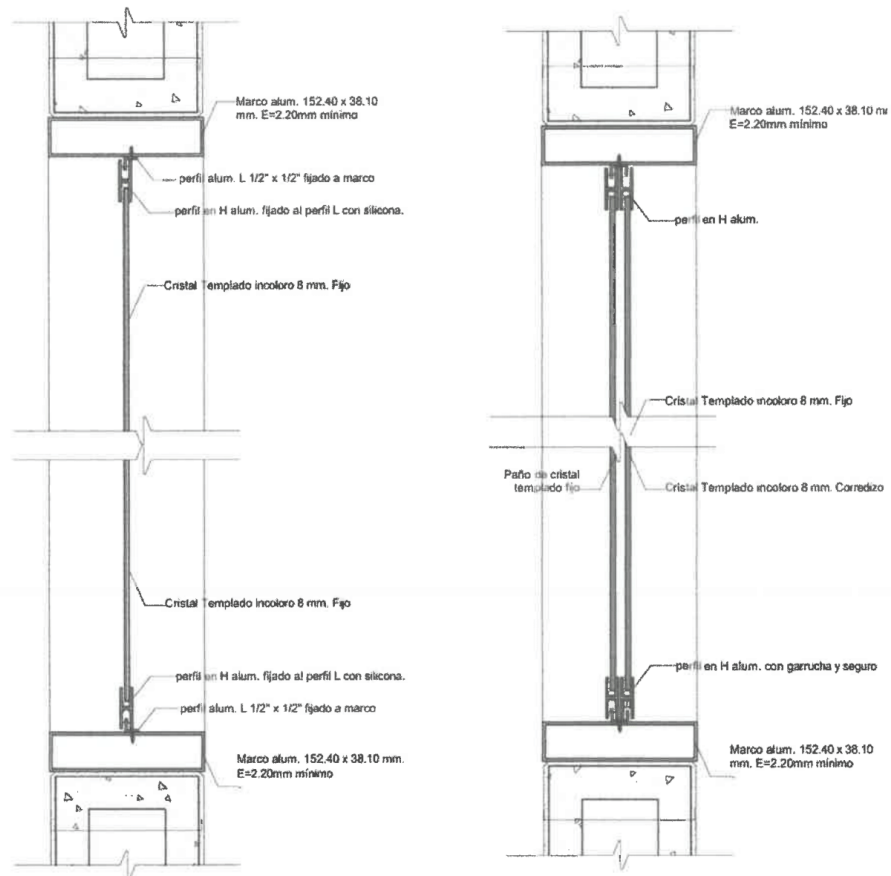 Marco alum. 152.40 x 38.10
mm. E=2.20mm mínimo
perfil alum. L 1/2" x 1/2" fijado a marco
perfil en H alum. fijado al perfil L con silicona.
Cristal Templado incoloro 8 mm. Fijo
Cristal Templado incoloro 8 mm. Fijo
perfil en H alum. fijado al perfil L con silicona.
perfil alum. L 1/2" x 1/2" fijado a marco
Marco alum. 152.40 x 38.10 mm.
E=2.20mm mínimo
Marco alum. 152.40 x 38.10
E=2.20mm mínimo
perfil en H alum.
Cristal Templado incoloro 8 mm. Fijo
Paño de cristal
templado fijo
Cristal Templado incoloro 8 mm. Corredizo
perfil en H alum. con garrucha y seguro
Marco alum. 152.40 x 38.10
mm. E=2.20mm mínimo